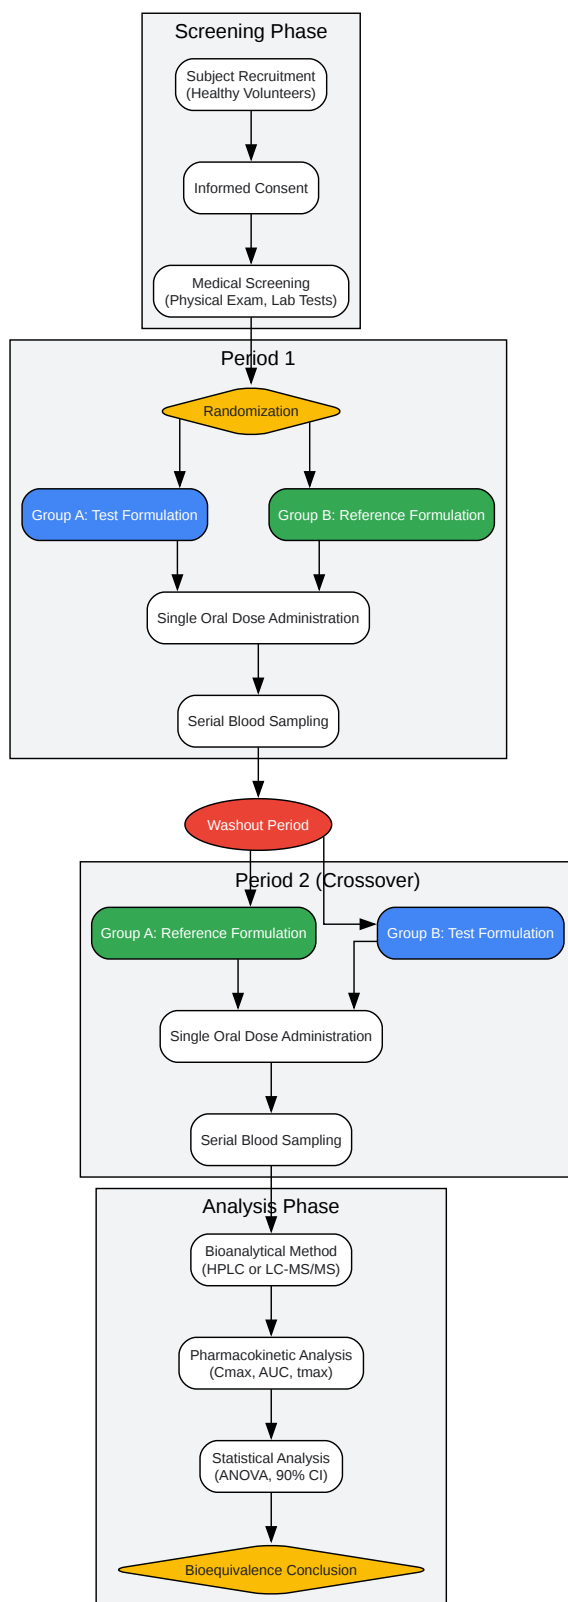 Screening Phase
Subject Recruitment
(Healthy Volunteers)
Informed Consent
Medical Screening
(Physical Exam, Lab Tests)
Period 1
Randomization
Group A: Test Formulation
Group B: Reference Formulation
Single Oral Dose Administration
Serial Blood Sampling
Washout Period
Period 2 (Crossover)
Group A: Reference Formulation
Group B: Test Formulation
Single Oral Dose Administration
Serial Blood Sampling
Analysis Phase
Bioanalytical Method
(HPLC or LC-MS/MS)
Pharmacokinetic Analysis
(Cmax, AUC, tmax)
Statistical Analysis
(ANOVA, 90% CI)
Bioequivalence Conclusion